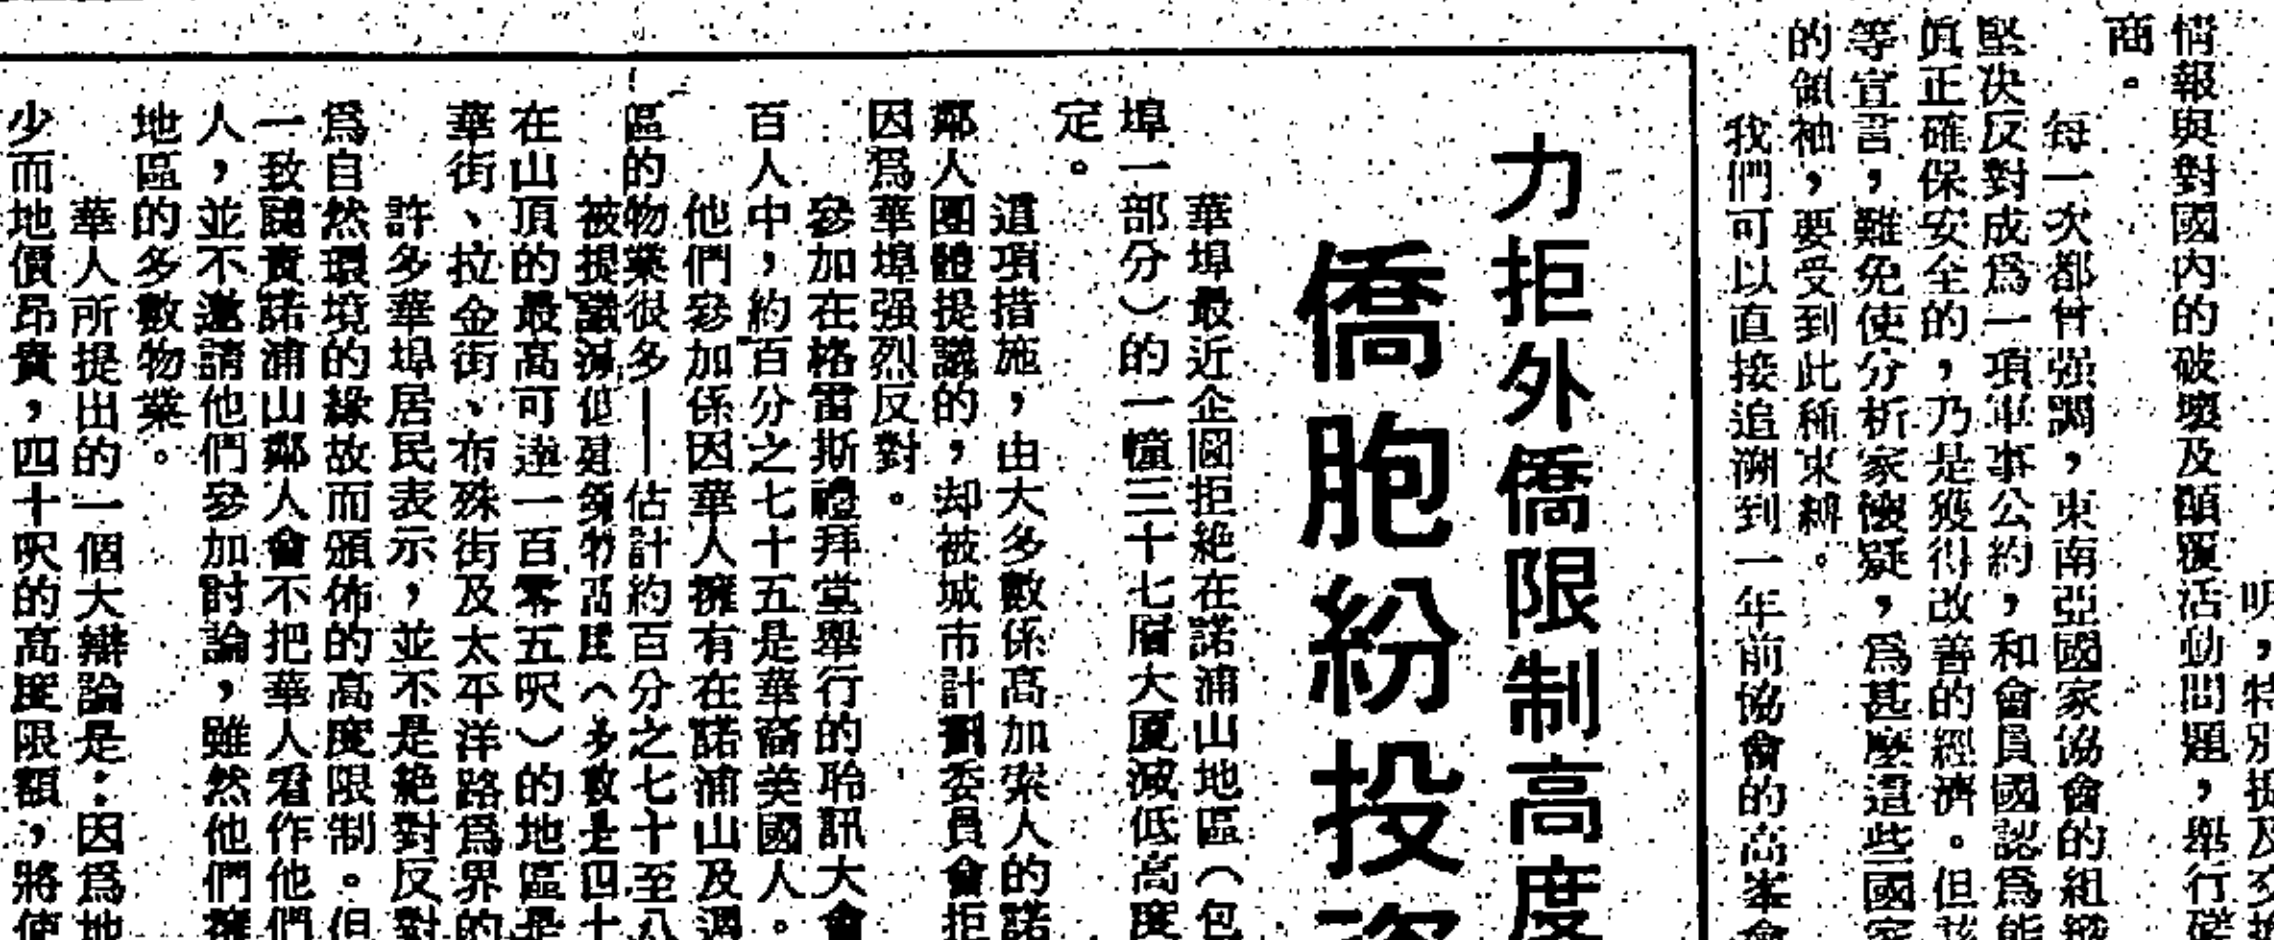 明，特別提及交換
情報與對國內的破壞及顛覆活動問題，舉行磋
商。
每一次都曾強調，東南亞國家協會的組
堅决反對成爲一項軍事公約，和會員國認爲能
眞正確保安全的，乃是獲得改善的經濟。但該
等宣言，難免使分析家懷疑，爲甚麼這些國家
的領袖，要受到此種束縛。
我們可以直接追溯到一年前協會的高峯會
力拒外僑限制高度
僑胞紛投資
華埠最近企圖拒絶在諾浦山地區（包
埠一部分）的一幢三十七層大厦減低高度
定。
這項措施，由大多數係高加索人的諾
鄰人團體提議的，却被城市計劃委員會拒
因爲華埠强烈反對。
參加在格雷斯禮拜堂舉行的聆訊大會
百人中，約百分之七十五是華裔美國人。
他們參加係因華人擁有在諾浦山及週
區的物業很多——估計約百分之七十至八
被提議減低建築物高度（多數是四十
在山頂的最高可達一百零五呎）的地區是
華街、拉金街、布殊街及太平洋路爲界的
許多華埠居民表示，並不是絶對反對
爲自然環境的緣故而頒佈的高度限制。但
一致譴責諾浦山鄰人會不把華人看作他們
人，並不邀請他們參加討論，雖然他們擁
地區的多數物業。
華人所提出的一個大辯論是：因爲地
少而地價昂貴，四十呎的高度限額，將使